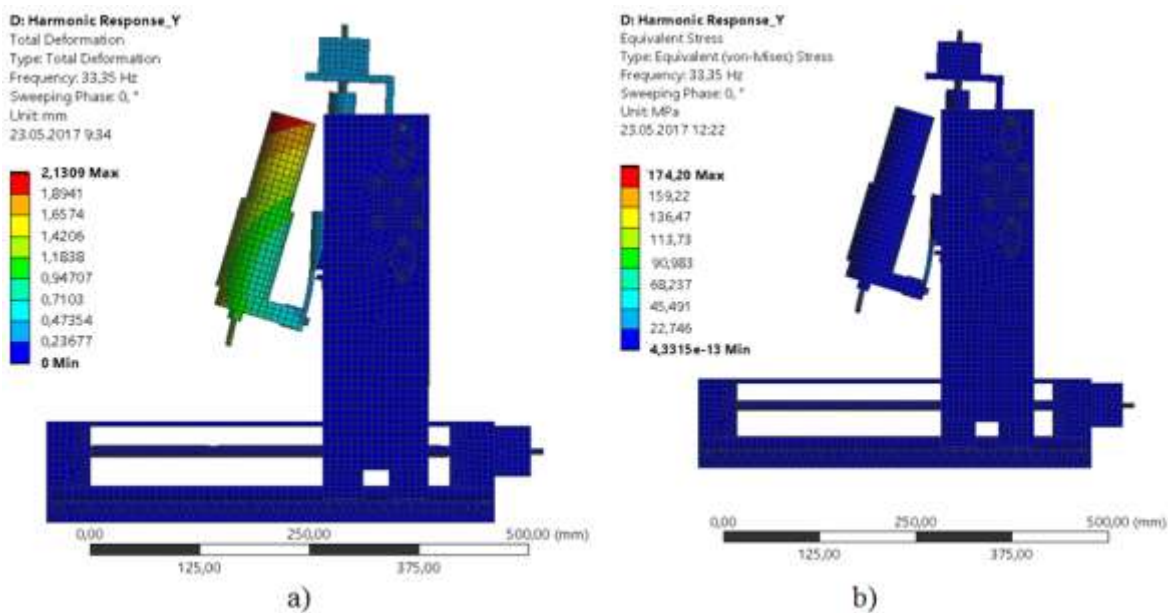 D: Harmonic Response_Y
Total Deformation
Type: Total Deformation
Frequency: 33,35 Hz
Sweeping Phase: 0, °
Unit: mm
23.05.2017 9:34
2,1309 Max
1,8941
1,6574
1,4206
1,1838
0,94707
0,7103
0,47354
0,23677
0 Min
0,00 250,00 500,00 (mm)
125,00 375,00
a)
D: Harmonic Response_Y
Equivalent Stress
Type: Equivalent (von-Mises) Stress
Frequency: 33,35 Hz
Sweeping Phase: 0, °
Unit: MPa
23.05.2017 12:22
174,20 Max
159,22
136,47
113,73
90,983
68,237
45,491
22,746
4,3315e-13 Min
0,00 250,00 500,00 (mm)
125,00 375,00
b)